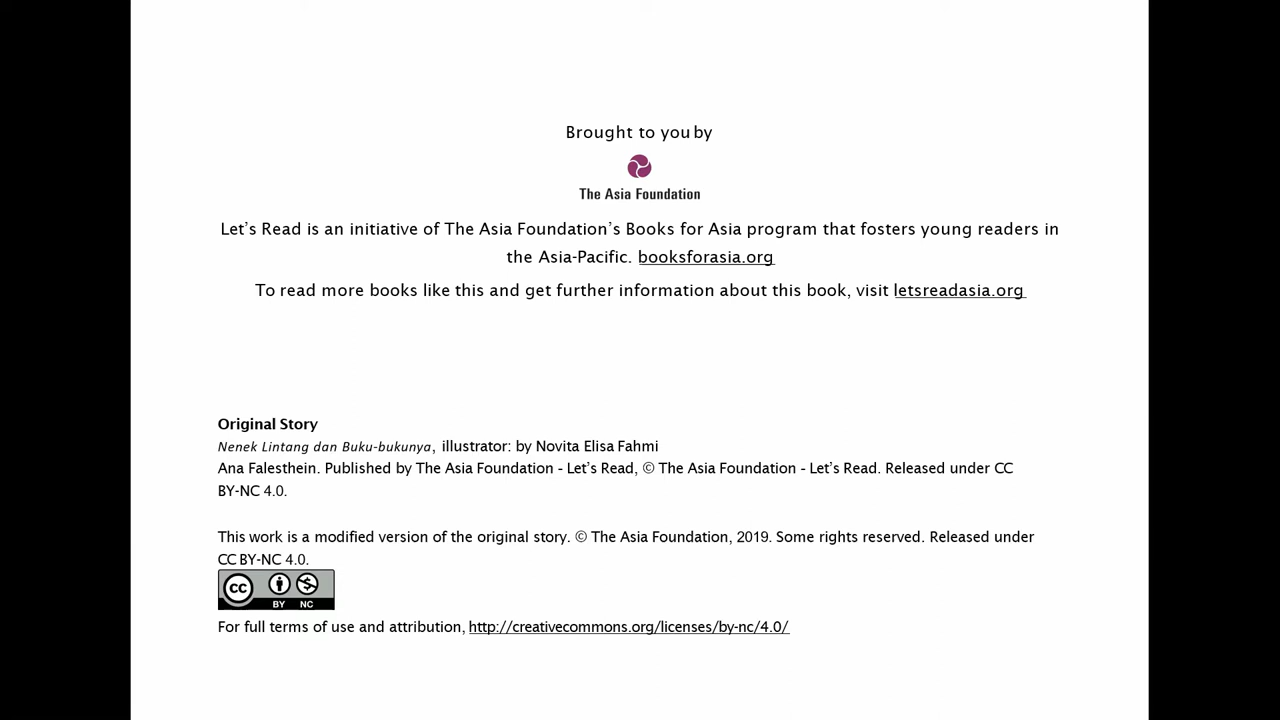 Brought to you by
The Asia Foundation
Let's Read is an initiative of The Asia Foundation's Books for Asia program that fosters young readers in
the Asia-Pacific. booksforasia.org
To read more books like this and get further information about this book, visit letsreadasia.org
Original Story
Nenek Lintang dan Buku-bukunya, illustrator: by Novita Elisa Fahmi
Ana Falesthein. Published by The Asia Foundation - Let's Read, © The Asia Foundation - Let's Read. Released under CC
BY-NC 4.0.
This work is a modified version of the original story. © The Asia Foundation, 2019. Some rights reserved. Released under
CC BY-NC 4.0.
cc
BY NC
For full terms of use and attribution, http://creativecommons.org/licenses/by-nc/4.0/